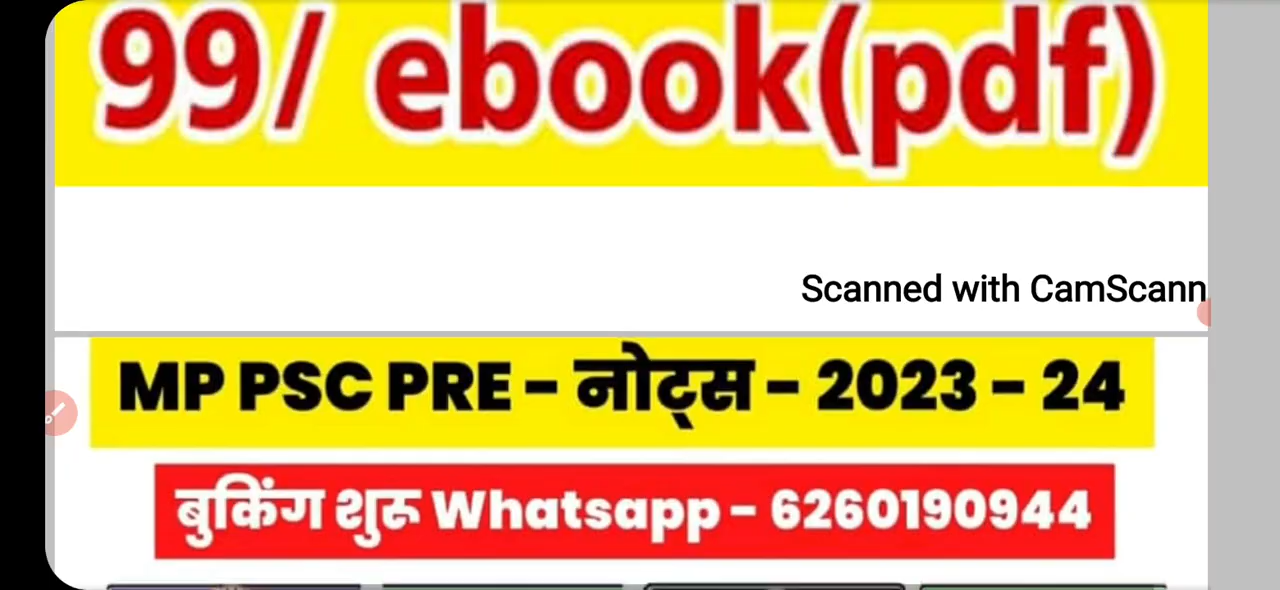 99/ ebook(pdf)
Scanned with CamScann
MP PSC PRE – नोट्स – 2023 – 24
बुकिंग शुरू Whatsapp – 6260190944